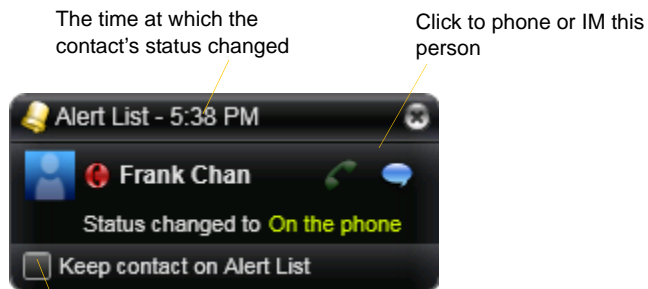 The time at which the
contact's status changed
Click to phone or IM this
person
Alert List - 5:38 PM
Frank Chan
Status changed to On the phone
Keep contact on Alert List